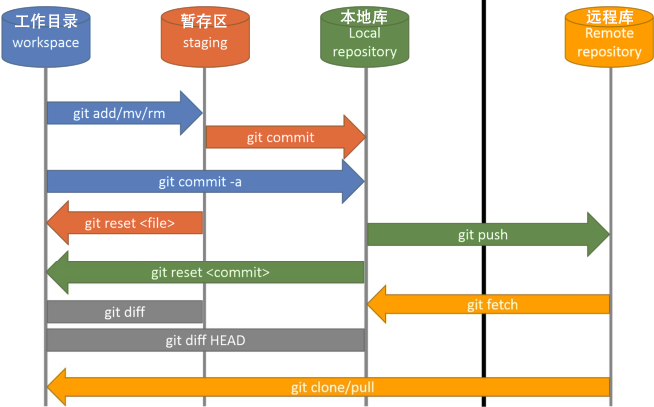 工作目录
workspace
暂存区
staging
本地库
Local
repository
远程库
Remote
repository
git add/mv/rm
git commit
git commit -a
git reset <file>
git push
git reset <commit>
git fetch
git diff
git diff HEAD
git clone/pull